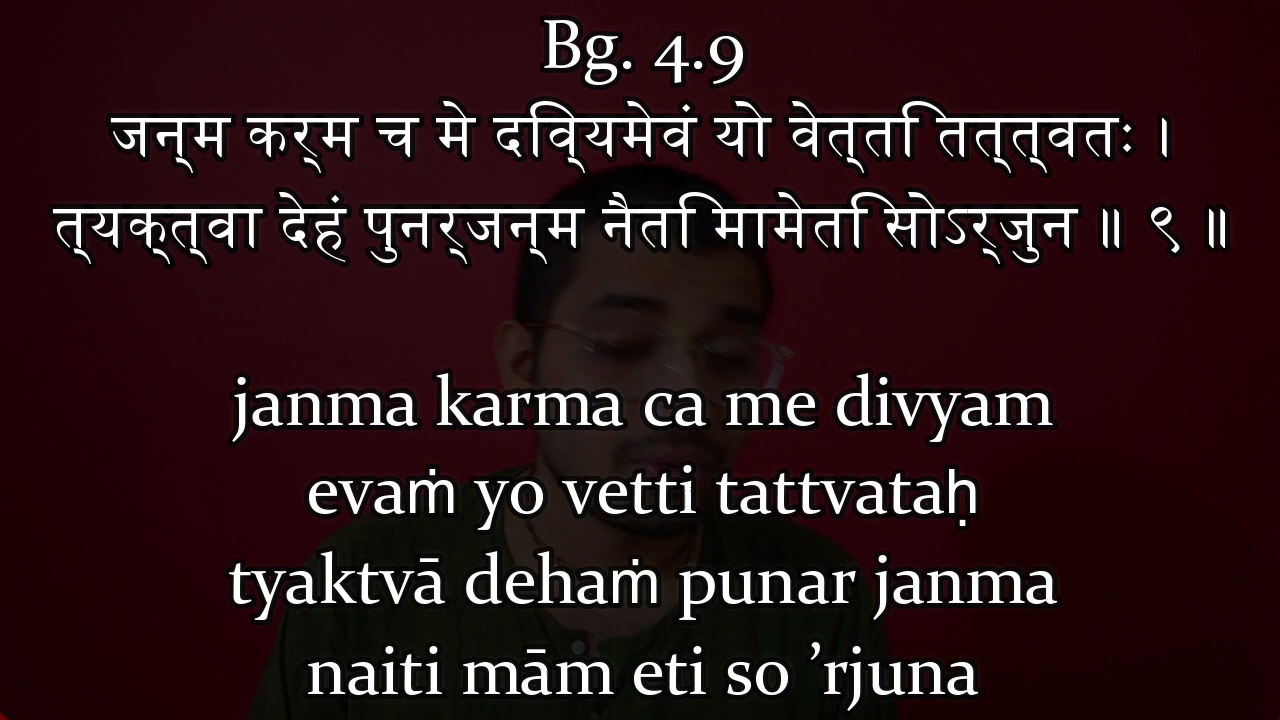 Bg. 4.9
जन्म कर्म च मे दिव्यमेवं यो वेत्ति तत्त्वतः ।
त्यक्त्वा देहं पुनर्जन्म नैति मामेति सोऽर्जुन ॥ ९ ॥
janma karma ca me divyam
evaṁ yo vetti tattvataḥ
tyaktvā dehaṁ punar janma
naiti mām eti so ’rjuna